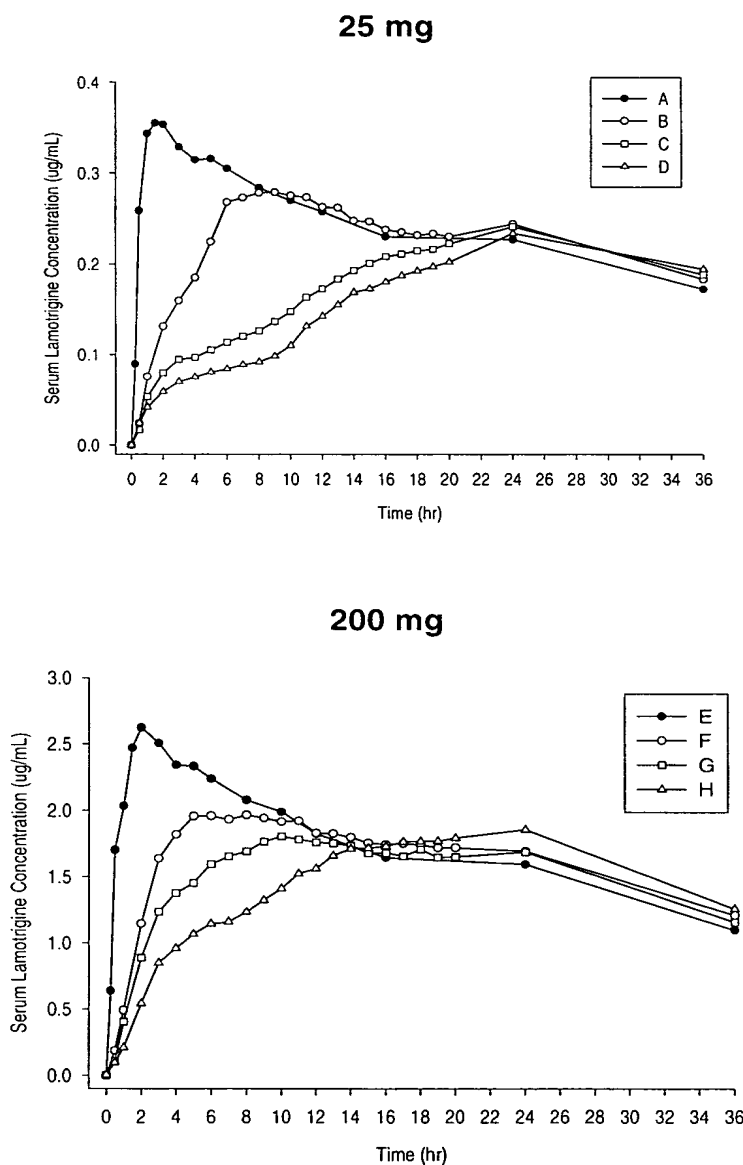 25 mg
0.4
0.3
0.2
0.1
0.0
Serum Lamotrigine Concentration (ug/mL)
A
B
C
D
0 2 4 6 8 10 12 14 16 18 20 22 24 26 28 30 32 34 36
Time (hr)
200 mg
3.0
2.5
2.0
1.5
1.0
0.5
0.0
Serum Lamotrigine Concentration (ug/mL)
E
F
G
H
0 2 4 6 8 10 12 14 16 18 20 22 24 26 28 30 32 34 36
Time (hr)